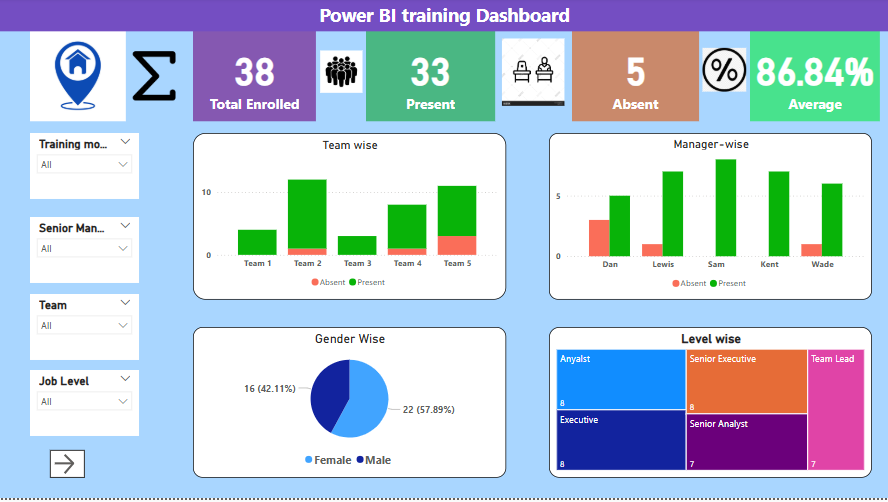 Power BI training Dashboard
38
Total Enrolled
33
Present
5
Absent
%
86.84%
Average
Training mo...
All
Senior Man...
All
Team
All
Job Level
All
Team wise
10
0
Team 1 Team 2 Team 3 Team 4 Team 5
Absent Present
Manager-wise
5
0
Dan Lewis Sam Kent Wade
Absent Present
Gender Wise
16 (42.11%)
22 (57.89%)
Female Male
Level wise
Anyalst
8
Executive
8
Senior Executive
8
Senior Analyst
7
Team Lead
7